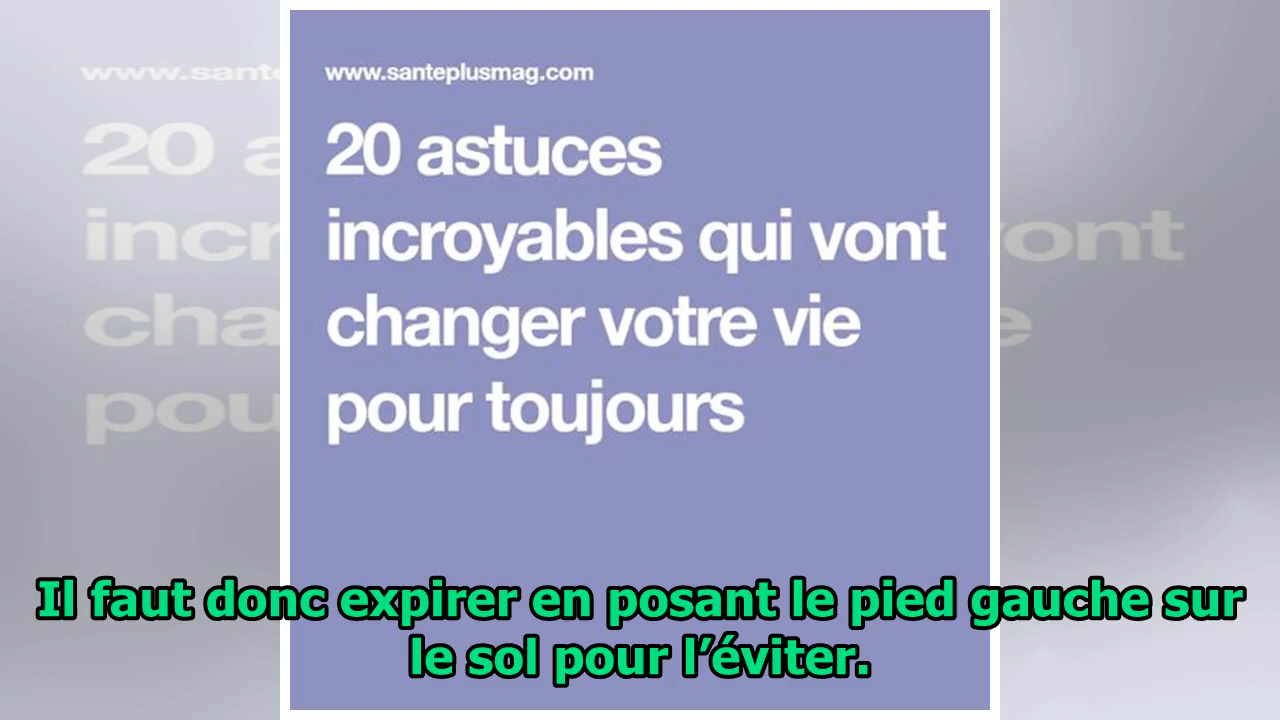 www.santeplusmag.com
20 astuces
incroyables qui vont
changer votre vie
pour toujours
Il faut donc expirer en posant le pied gauche sur
le sol pour l’éviter.